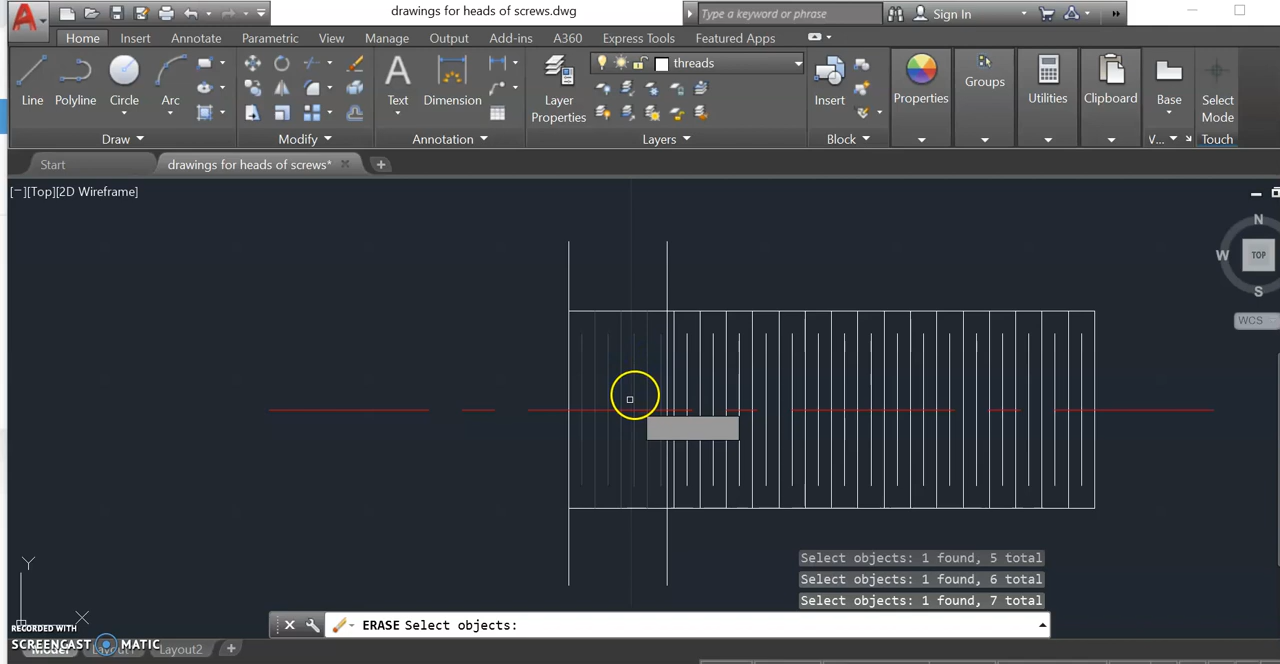 drawings for heads of screws.dwg
Type a keyword or phrase
Sign In
Home Insert Annotate Parametric View Manage Output Add-ins A360 Express Tools Featured Apps
threads
Line Polyline Circle Arc Text Dimension Layer Properties Insert Properties Groups Utilities Clipboard Base Select Mode
Draw Modify Annotation Layers Block V... Touch
Start drawings for heads of screws*
[−][Top][2D Wireframe]
N
W TOP
S
WCS
Select objects: 1 found, 5 total
Select objects: 1 found, 6 total
Select objects: 1 found, 7 total
Y
X
ERASE Select objects:
RECORDED WITH
SCREENCAST MATIC
Model Layout1 Layout2